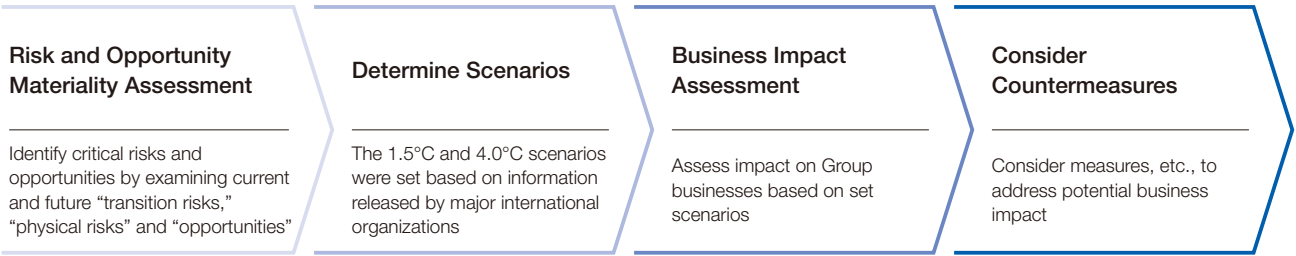 Risk and Opportunity
Materiality Assessment
Identify critical risks and
opportunities by examining current
and future “transition risks,”
“physical risks” and “opportunities”
Determine Scenarios
The 1.5°C and 4.0°C scenarios
were set based on information
released by major international
organizations
Business Impact
Assessment
Assess impact on Group
businesses based on set
scenarios
Consider
Countermeasures
Consider measures, etc., to
address potential business
impact